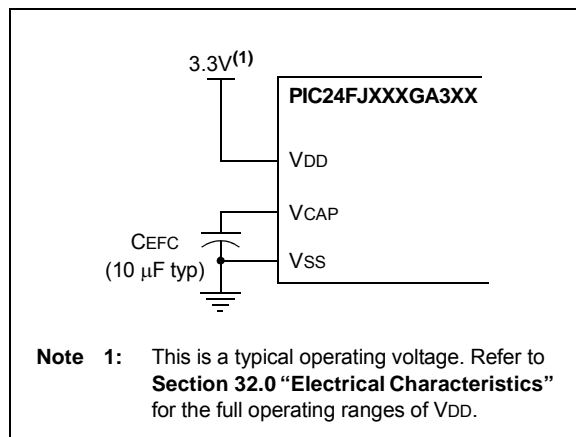 3.3V(1)
PIC24FJXXXGA3XX
VDD
VCAP
CEFC
(10 μF typ)
VSS
Note 1: This is a typical operating voltage. Refer to
Section 32.0 “Electrical Characteristics”
for the full operating ranges of VDD.